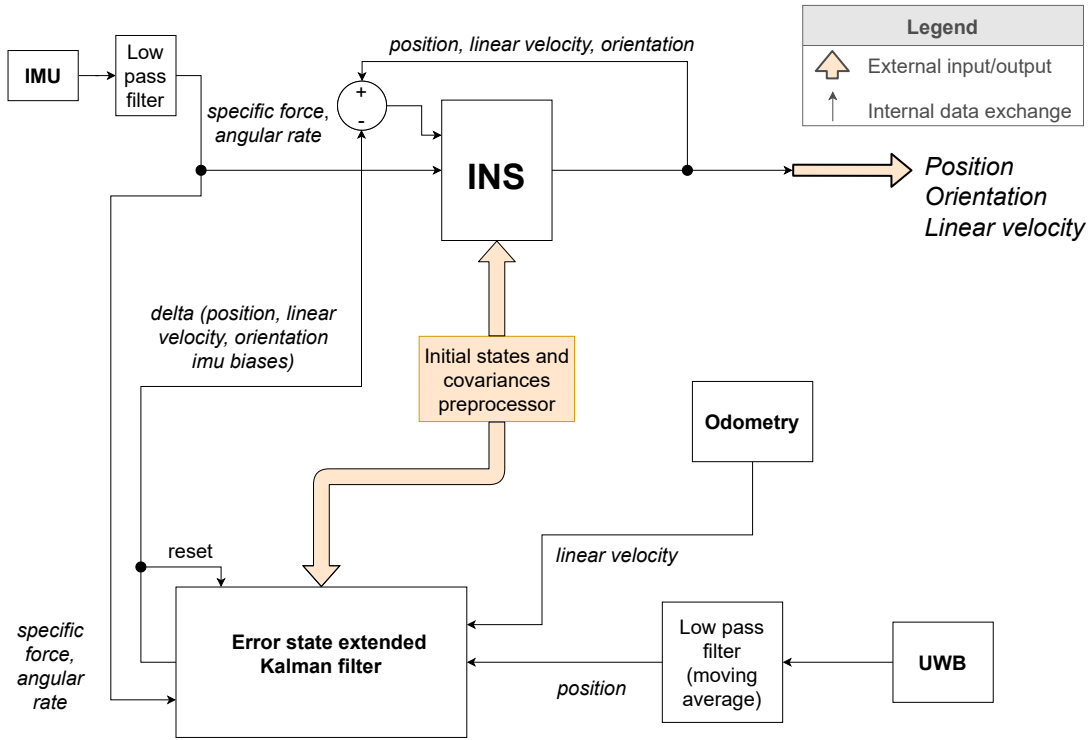 Legend
External input/output
Internal data exchange
position, linear velocity, orientation
IMU
Low
pass
filter
+
-
specific force,
angular rate
INS
Position
Orientation
Linear velocity
delta (position, linear
velocity, orientation
imu biases)
Initial states and
covariances
preprocessor
Odometry
reset
linear velocity
specific
force,
angular
rate
Error state extended
Kalman filter
position
Low pass
filter
(moving
average)
UWB